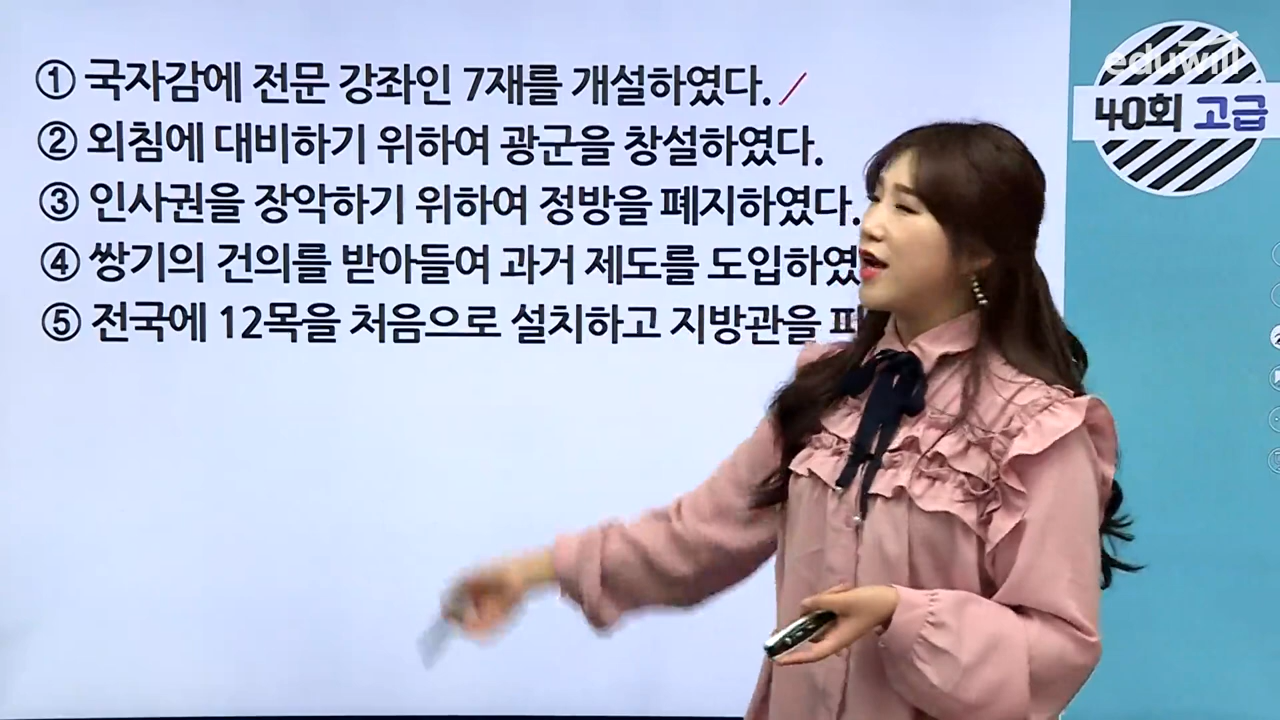 ① 국자감에 전문 강좌인 7재를 개설하였다.
② 외침에 대비하기 위하여 광군을 창설하였다.
③ 인사권을 장악하기 위하여 정방을 폐지하였다.
④ 쌍기의 건의를 받아들여 과거 제도를 도입하였
⑤ 전국에 12목을 처음으로 설치하고 지방관을
eduwill
40회 고급